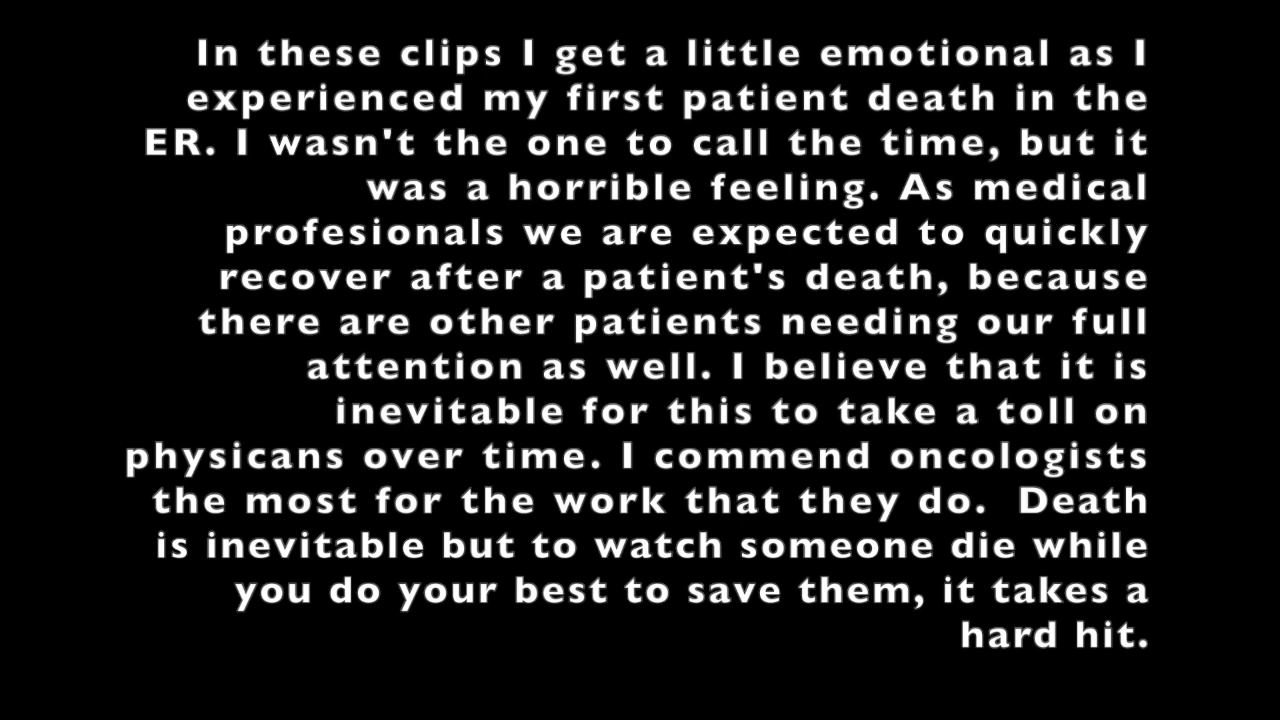 In these clips I get a little emotional as I
experienced my first patient death in the
ER. I wasn't the one to call the time, but it
was a horrible feeling. As medical
profesionals we are expected to quickly
recover after a patient's death, because
there are other patients needing our full
attention as well. I believe that it is
inevitable for this to take a toll on
physicans over time. I commend oncologists
the most for the work that they do.  Death
is inevitable but to watch someone die while
you do your best to save them, it takes a
hard hit.